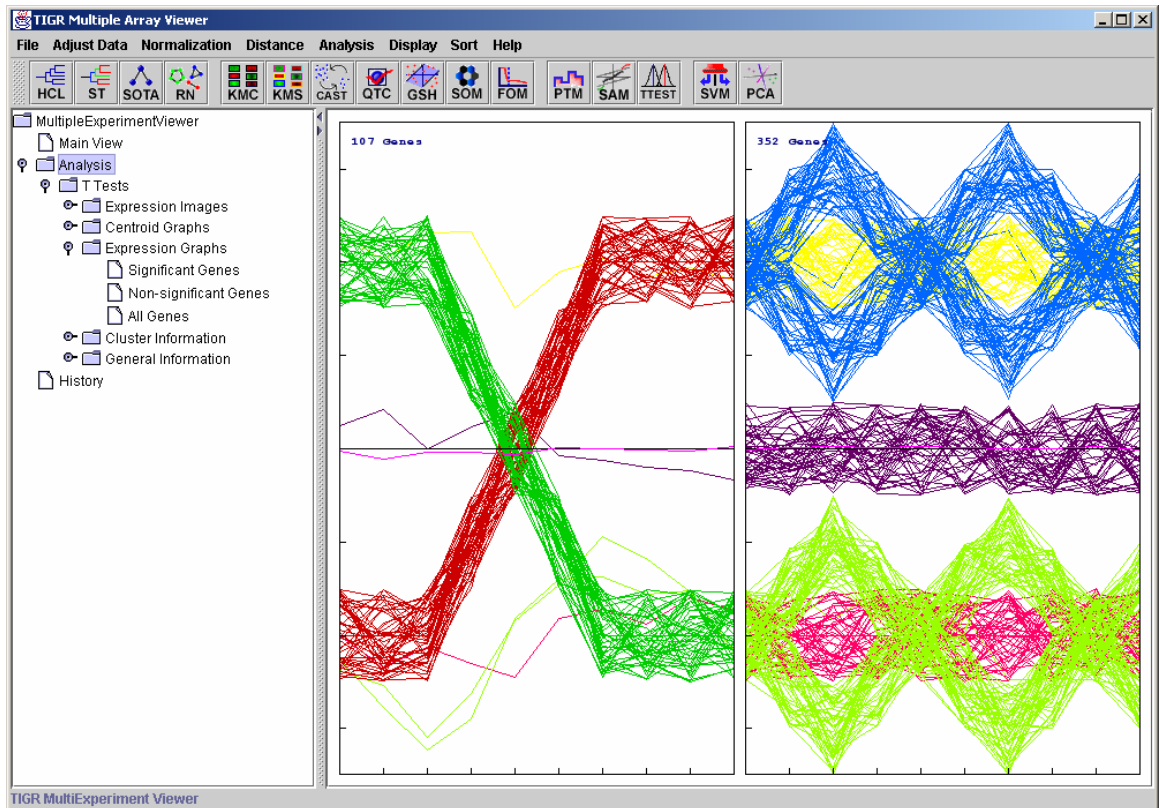 TIGR Multiple Array Viewer
File Adjust Data Normalization Distance Analysis Display Sort Help
HCL ST SOTA RN KMC KMS CAST QTC GSH SOM FOM PTM SAM TTEST SVM PCA
MultipleExperimentViewer
Main View
Analysis
T Tests
Expression Images
Centroid Graphs
Expression Graphs
Significant Genes
Non-significant Genes
All Genes
Cluster Information
General Information
History
107 Genes
352 Genes
TIGR MultiExperiment Viewer